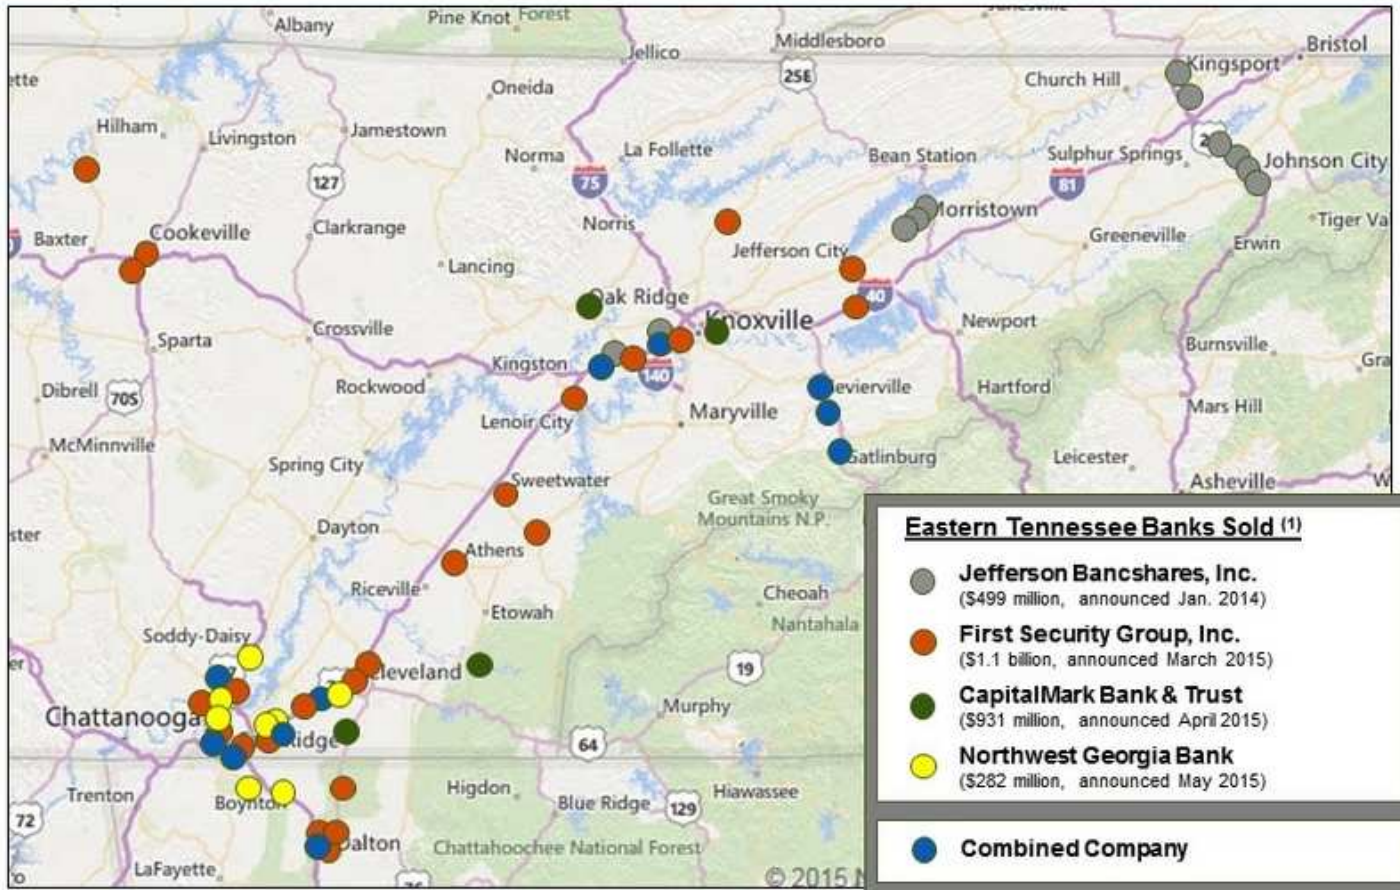 Albany
Pine Knot
Forest
Jellico
Middlesboro
25E
Bristol
Kingsport
Church Hill
Oneida
Hilham
Livingston
Jamestown
Norma
La Follette
Bean Station
Sulphur Springs
Johnson City
127
75
81
Norris
Morristown
Tiger Va
Baxter
Cookeville
Clarkrange
Lancing
Jefferson City
Greeneville
Erwin
Oak Ridge
40
Knoxville
Newport
Sparta
Crossville
Kingston
140
Burnsville
Gra
Dibrell
70S
Rockwood
Lenoir City
Maryville
Sevierville
Hartford
Mars Hill
McMinnville
Spring City
Gatlinburg
Leicester
Asheville
W
Sweetwater
Great Smoky
Mountains N.P.
ster
Dayton
Athens
Riceville
Etowah
Cheoah
Nantahala
Soddy-Daisy
er
Cleveland
19
Chattanooga
Ridge
Murphy
64
Trenton
Boynton
Higdon
Blue Ridge
129
Hiawassee
72
Dalton
Chattahoochee National Forest
LaFayette
76
© 2015 N
Eastern Tennessee Banks Sold (1)
Jefferson Bancshares, Inc.
($499 million, announced Jan. 2014)
First Security Group, Inc.
($1.1 billion, announced March 2015)
CapitalMark Bank & Trust
($931 million, announced April 2015)
Northwest Georgia Bank
($282 million, announced May 2015)
Combined Company